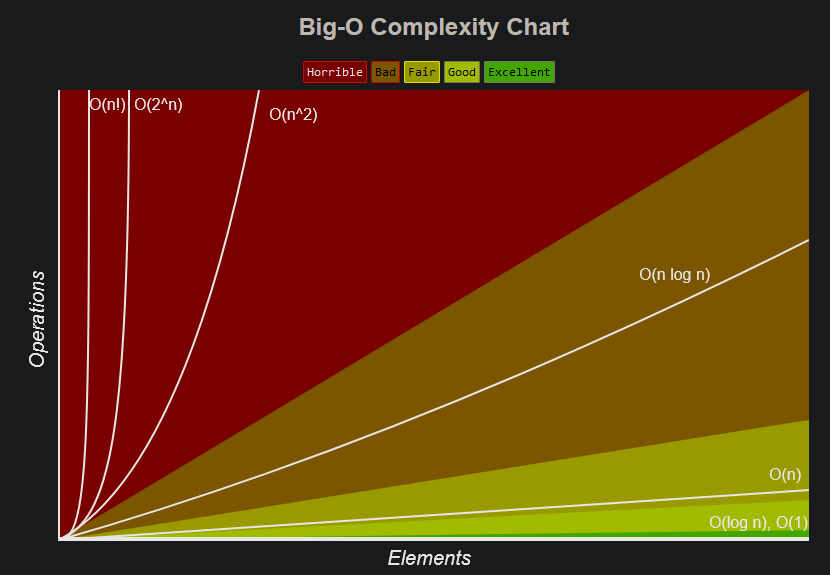 Big-O Complexity Chart
Horrible Bad Fair Good Excellent
O(n!) O(2^n)
O(n^2)
O(n log n)
Operations
O(n)
O(log n), O(1)
Elements